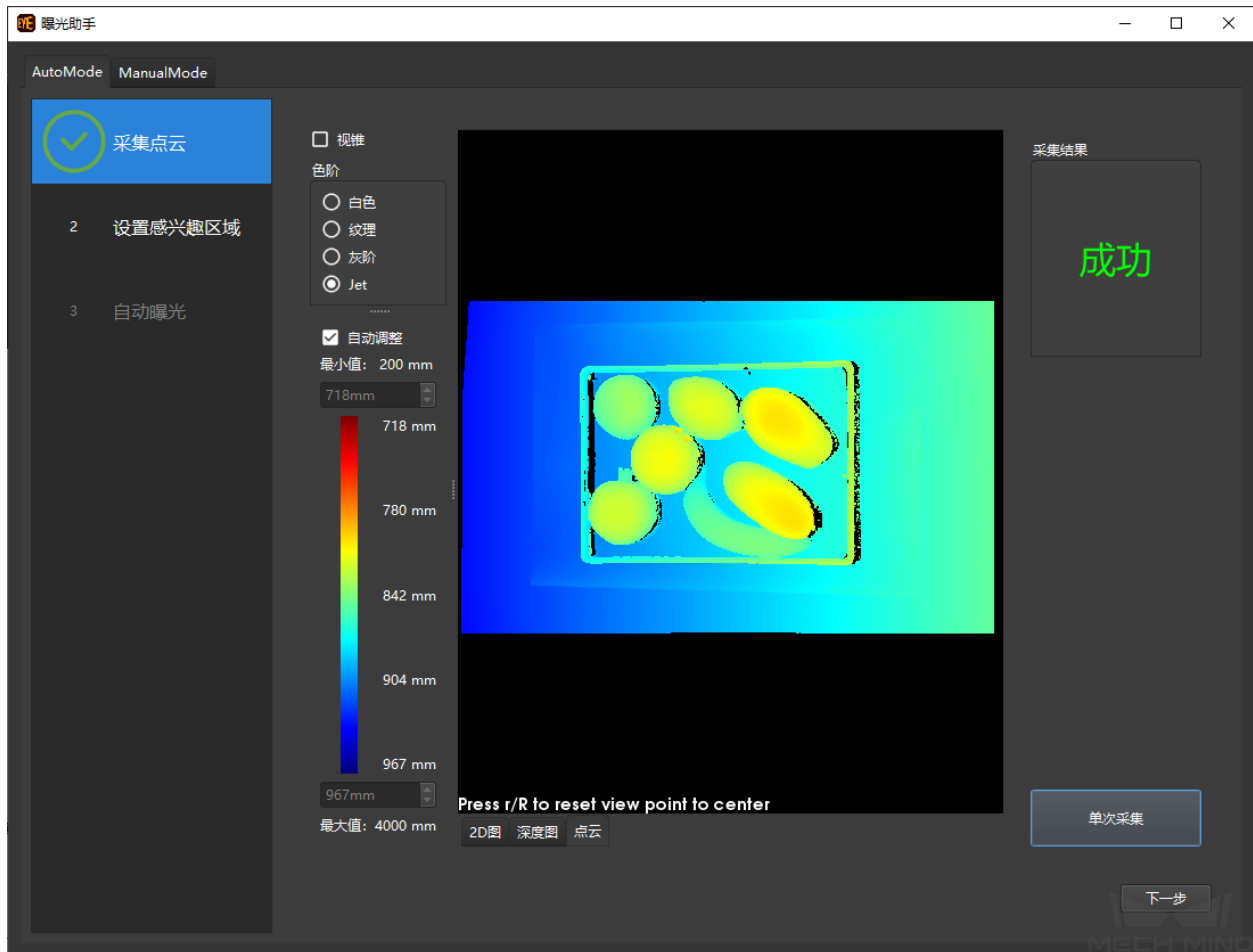 EYE 曝光助手
AutoMode ManualMode
采集点云
2 设置感兴趣区域
3 自动曝光
视锥
色阶
白色
纹理
灰阶
Jet
自动调整
最小值: 200 mm
718mm
718 mm
780 mm
842 mm
904 mm
967 mm
967mm
最大值: 4000 mm
Press r/R to reset view point to center
2D图 深度图 点云
采集结果
成功
单次采集
下一步
MECH MIND